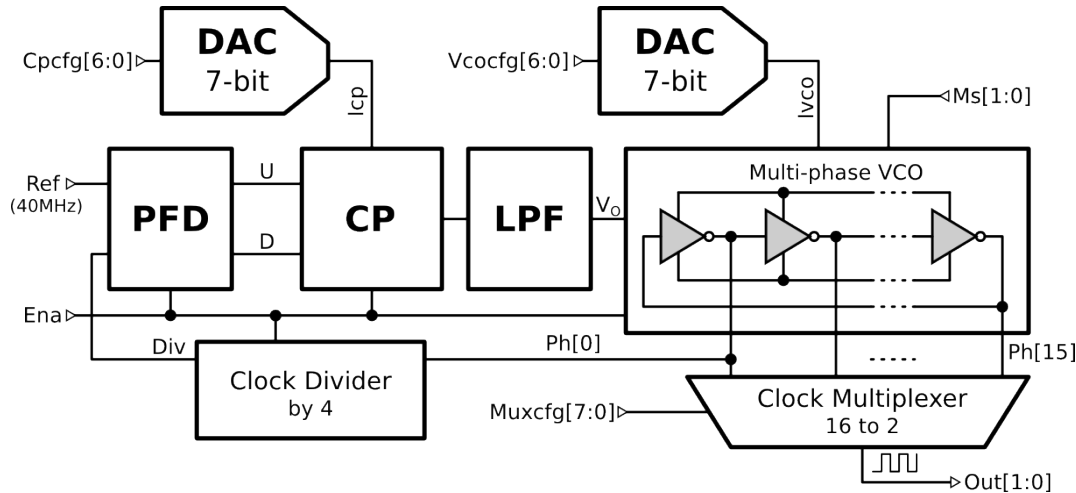 DAC
7-bit
Cpcfg[6:0]
Icp
DAC
7-bit
Vcocfg[6:0]
Ivco
Ms[1:0]
Ref
(40MHz)
PFD
U
D
CP
LPF
V_O
Multi-phase VCO
Ena
Div
Clock Divider
by 4
Ph[0]
Ph[15]
Muxcfg[7:0]
Clock Multiplexer
16 to 2
Out[1:0]